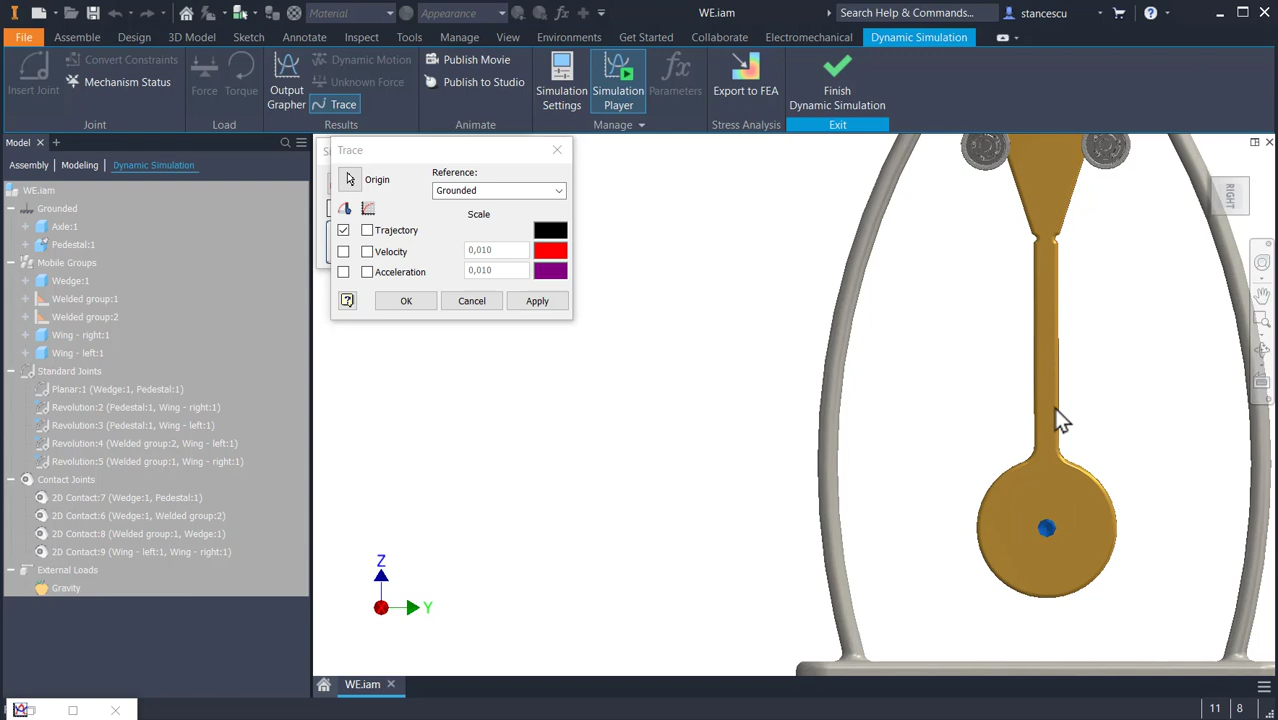 Material
Appearance
WE.iam
Search Help & Commands...
stancescu
File
Assembly
Design
3D Model
Sketch
Annotate
Inspect
Tools
Manage
View
Environments
Get Started
Collaborate
Electromechanical
Dynamic Simulation
Insert Joint
Convert Constraints
Mechanism Status
Joint
Force
Torque
Load
Output
Grapher
Dynamic Motion
Unknown Force
Trace
Results
Publish Movie
Publish to Studio
Animate
Simulation
Settings
Simulation
Player
Parameters
Manage
Export to FEA
Stress Analysis
Finish
Dynamic Simulation
Exit
Model
Assembly
Modeling
Dynamic Simulation
WE.iam
Grounded
Axle:1
Pedestal:1
Mobile Groups
Wedge:1
Welded group:1
Welded group:2
Wing - right:1
Wing - left:1
Standard Joints
Planar:1 (Wedge:1, Pedestal:1)
Revolution:2 (Pedestal:1, Wing - right:1)
Revolution:3 (Pedestal:1, Wing - left:1)
Revolution:4 (Welded group:2, Wing - left:1)
Revolution:5 (Welded group:1, Wing - right:1)
Contact Joints
2D Contact:7 (Wedge:1, Pedestal:1)
2D Contact:6 (Wedge:1, Welded group:2)
2D Contact:8 (Welded group:1, Wedge:1)
2D Contact:9 (Wing - left:1, Wing - right:1)
External Loads
Gravity
Trace
Origin
Reference:
Grounded
Scale
Trajectory
Velocity
0,010
Acceleration
0,010
OK
Cancel
Apply
RIGHT
Z
Y
WE.iam
11
8